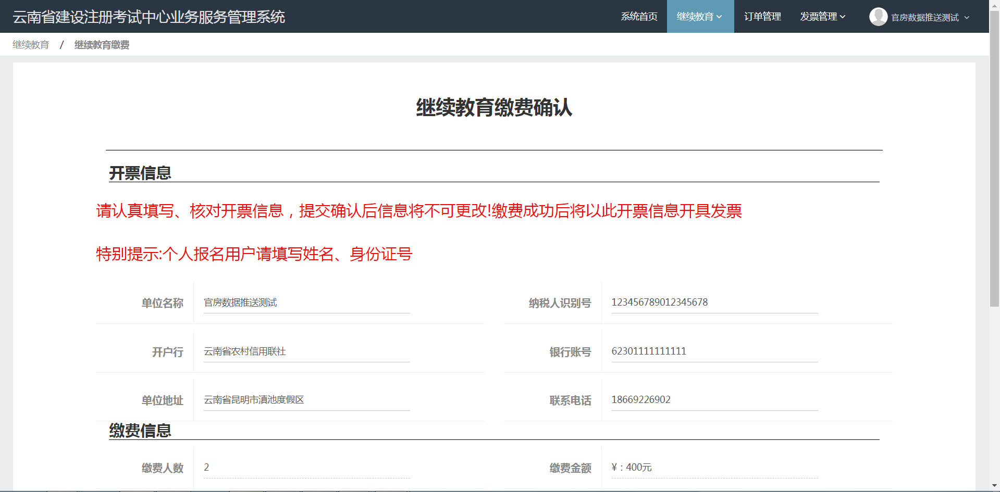 云南省建设注册考试中心业务服务管理系统
系统首页 继续教育 订单管理 发票管理 官房数据推送测试
继续教育 / 继续教育缴费
继续教育缴费确认
开票信息
请认真填写、核对开票信息，提交确认后信息将不可更改!缴费成功后将以此开票信息开具发票
特别提示:个人报名用户请填写姓名、身份证号
单位名称 官房数据推送测试 纳税人识别号 123456789012345678
开户行 云南省农村信用联社 银行账号 62301111111111
单位地址 云南省昆明市滇池度假区 联系电话 18669226902
缴费信息
缴费人数 2 缴费金额 ¥：400元